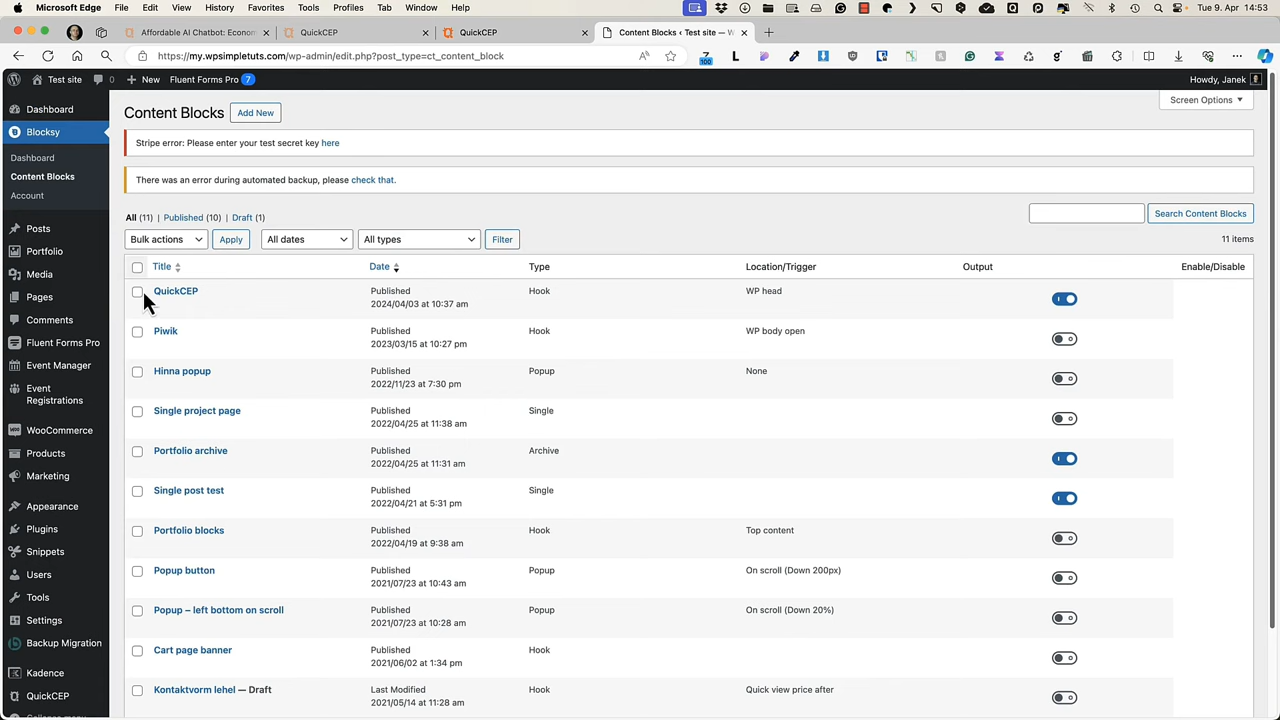 Microsoft Edge File Edit View History Favorites Tools Profiles Tab Window Help Tue 9. Apr 14:53
Affordable AI Chatbot: Econom
QuickCEP
QuickCEP
Content Blocks ‹ Test site — W
https://my.wpsimpletuts.com/wp-admin/edit.php?post_type=ct_content_block
100
Test site 0 New Fluent Forms Pro 7 Howdy, Janek
Dashboard
Blocksy
Dashboard
Content Blocks
Account
Posts
Portfolio
Media
Pages
Comments
Fluent Forms Pro
Event Manager
Event
Registrations
WooCommerce
Products
Marketing
Appearance
Plugins
Snippets
Users
Tools
Settings
Backup Migration
Kadence
QuickCEP
Collapse menu
Content Blocks Add New
Screen Options
Stripe error: Please enter your test secret key here
There was an error during automated backup, please check that.
All (11) | Published (10) | Draft (1)
Search Content Blocks
Bulk actions Apply All dates All types Filter
11 items
Title Date Type Location/Trigger Output Enable/Disable
QuickCEP Published Hook WP head
2024/04/03 at 10:37 am
Piwik Published Hook WP body open
2023/03/15 at 10:27 pm
Hinna popup Published Popup None
2022/11/23 at 7:30 pm
Single project page Published Single
2022/04/25 at 11:38 am
Portfolio archive Published Archive
2022/04/25 at 11:31 am
Single post test Published Single
2022/04/21 at 5:31 pm
Portfolio blocks Published Hook Top content
2022/04/19 at 9:38 am
Popup button Published Popup On scroll (Down 200px)
2021/07/23 at 10:43 am
Popup – left bottom on scroll Published Popup On scroll (Down 20%)
2021/07/23 at 10:28 am
Cart page banner Published Hook
2021/06/02 at 1:34 pm
Kontaktvorm lehel — Draft Last Modified Hook Quick view price after
2021/05/14 at 11:28 am